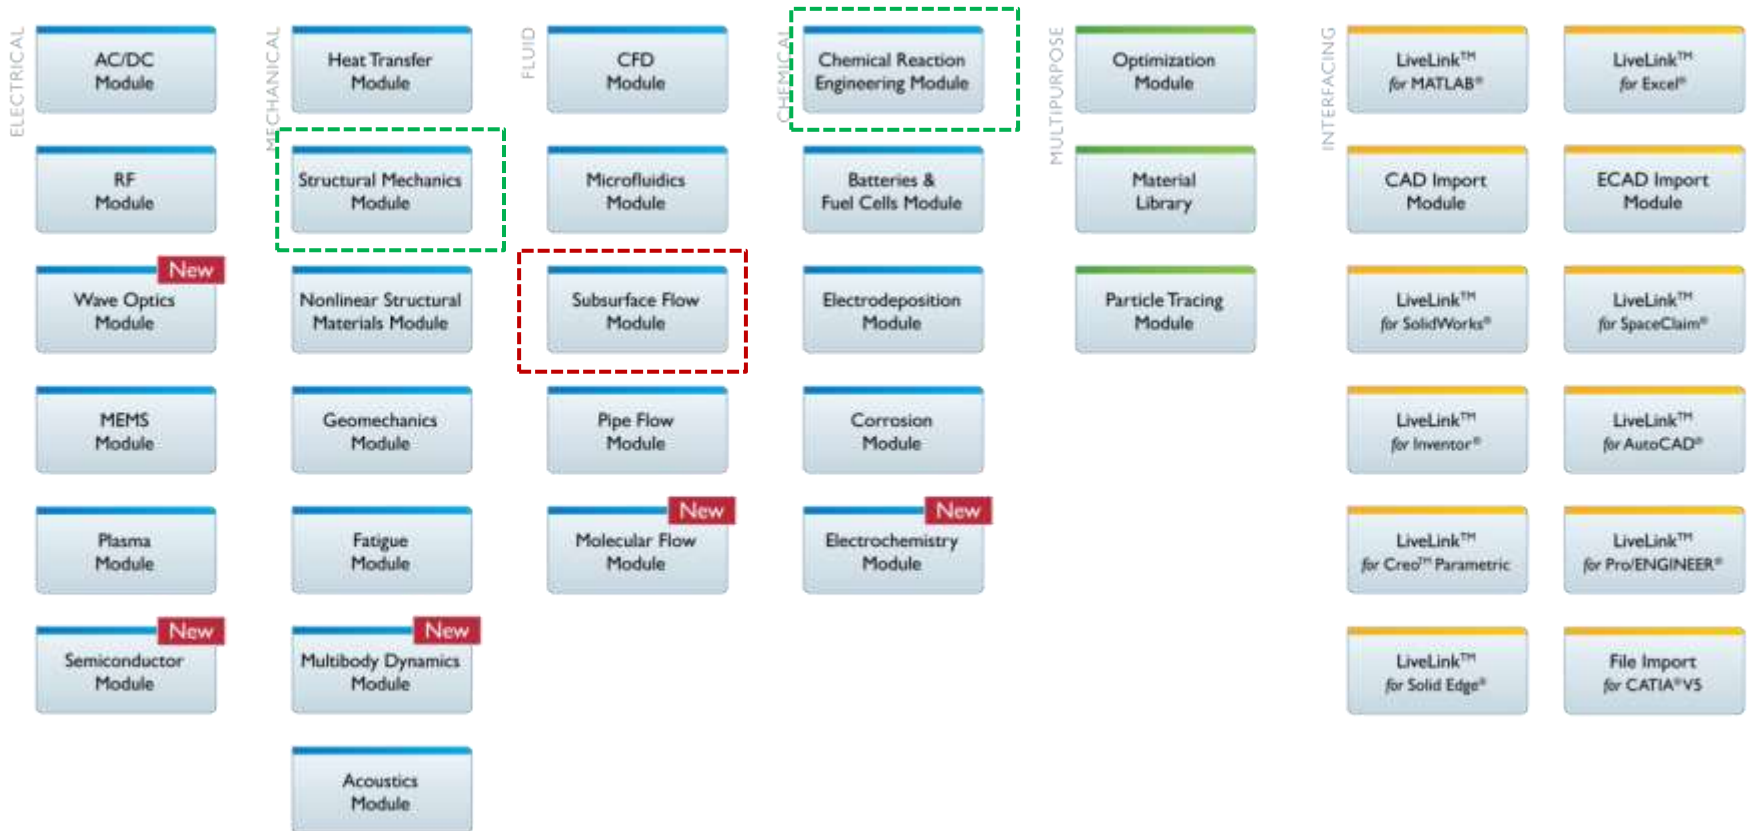 ELECTRICAL
AC/DC
Module
RF
Module
New
Wave Optics
Module
MEMS
Module
Plasma
Module
New
Semiconductor
Module
MECHANICAL
Heat Transfer
Module
Structural Mechanics
Module
Nonlinear Structural
Materials Module
Geomechanics
Module
Fatigue
Module
New
Multibody Dynamics
Module
Acoustics
Module
FLUID
CFD
Module
Microfluidics
Module
Subsurface Flow
Module
Pipe Flow
Module
New
Molecular Flow
Module
CHEMICAL
Chemical Reaction
Engineering Module
Batteries &
Fuel Cells Module
Electrodeposition
Module
Corrosion
Module
New
Electrochemistry
Module
MULTIPURPOSE
Optimization
Module
Material
Library
Particle Tracing
Module
INTERFACING
LiveLink™
for MATLAB®
LiveLink™
for Excel®
CAD Import
Module
ECAD Import
Module
LiveLink™
for SolidWorks®
LiveLink™
for SpaceClaim®
LiveLink™
for Inventor®
LiveLink™
for AutoCAD®
LiveLink™
for Creo™ Parametric
LiveLink™
for Pro/ENGINEER®
LiveLink™
for Solid Edge®
File Import
for CATIA® V5